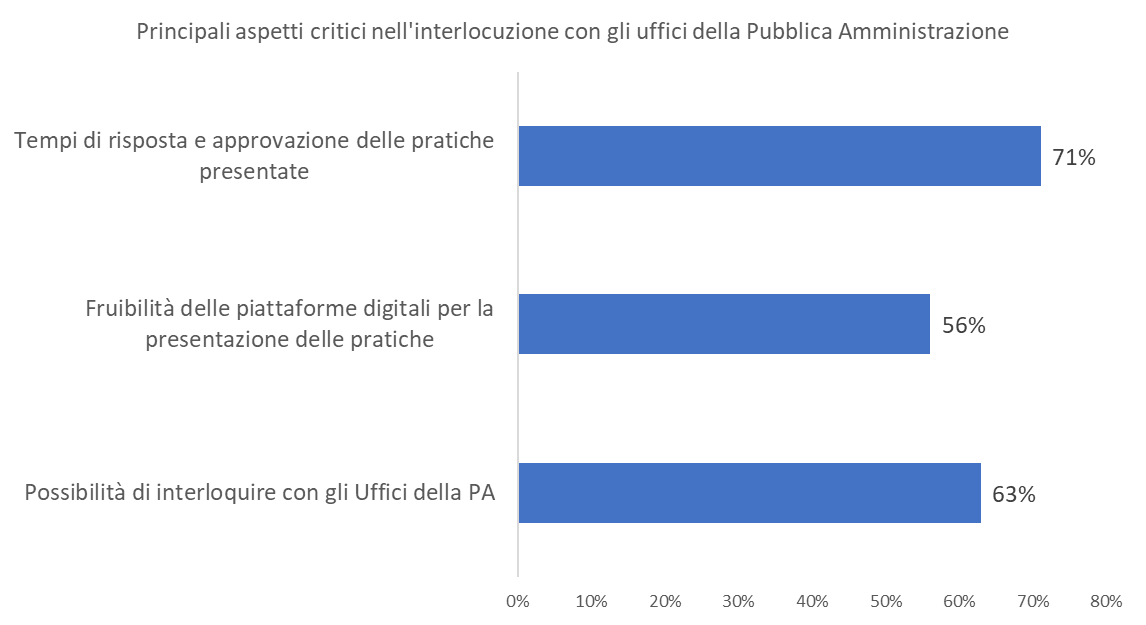 Principali aspetti critici nell'interlocuzione con gli uffici della Pubblica Amministrazione
Tempi di risposta e approvazione delle pratiche
presentate
71%
Fruibilità delle piattaforme digitali per la
presentazione delle pratiche
56%
Possibilità di interloquire con gli Uffici della PA
63%
0% 10% 20% 30% 40% 50% 60% 70% 80%